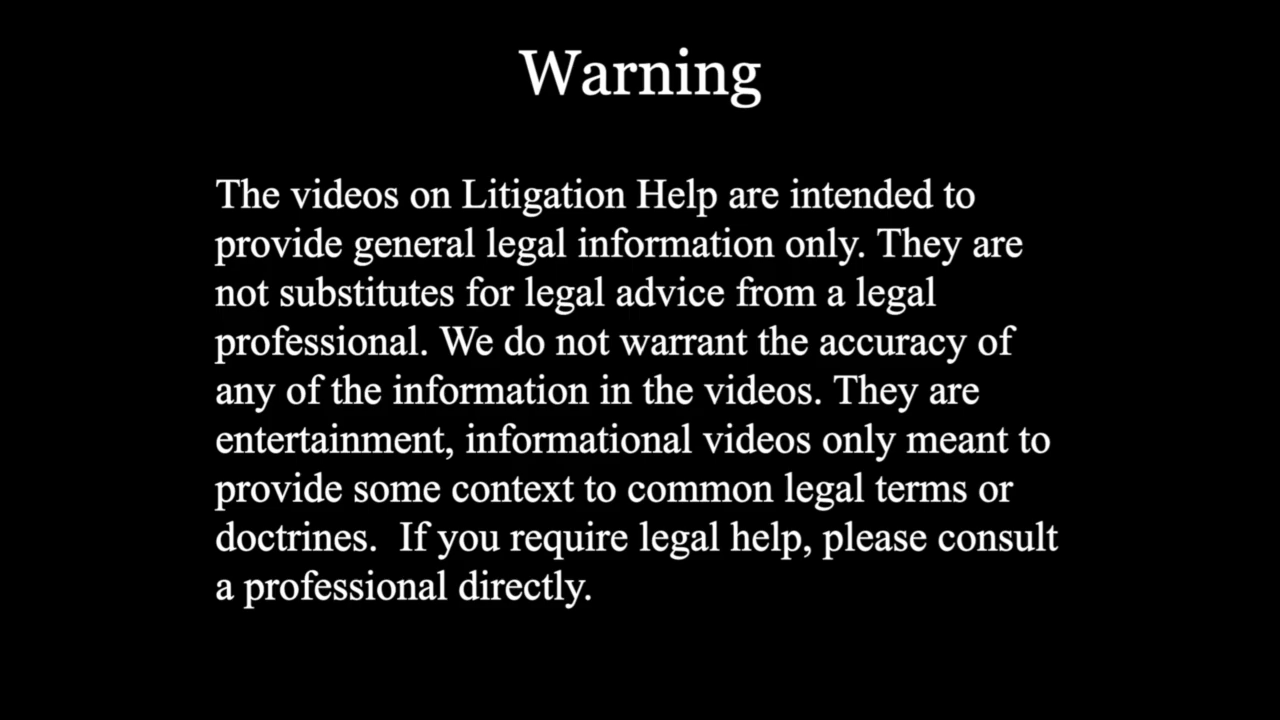 Warning
The videos on Litigation Help are intended to
provide general legal information only. They are
not substitutes for legal advice from a legal
professional. We do not warrant the accuracy of
any of the information in the videos. They are
entertainment, informational videos only meant to
provide some context to common legal terms or
doctrines.  If you require legal help, please consult
a professional directly.